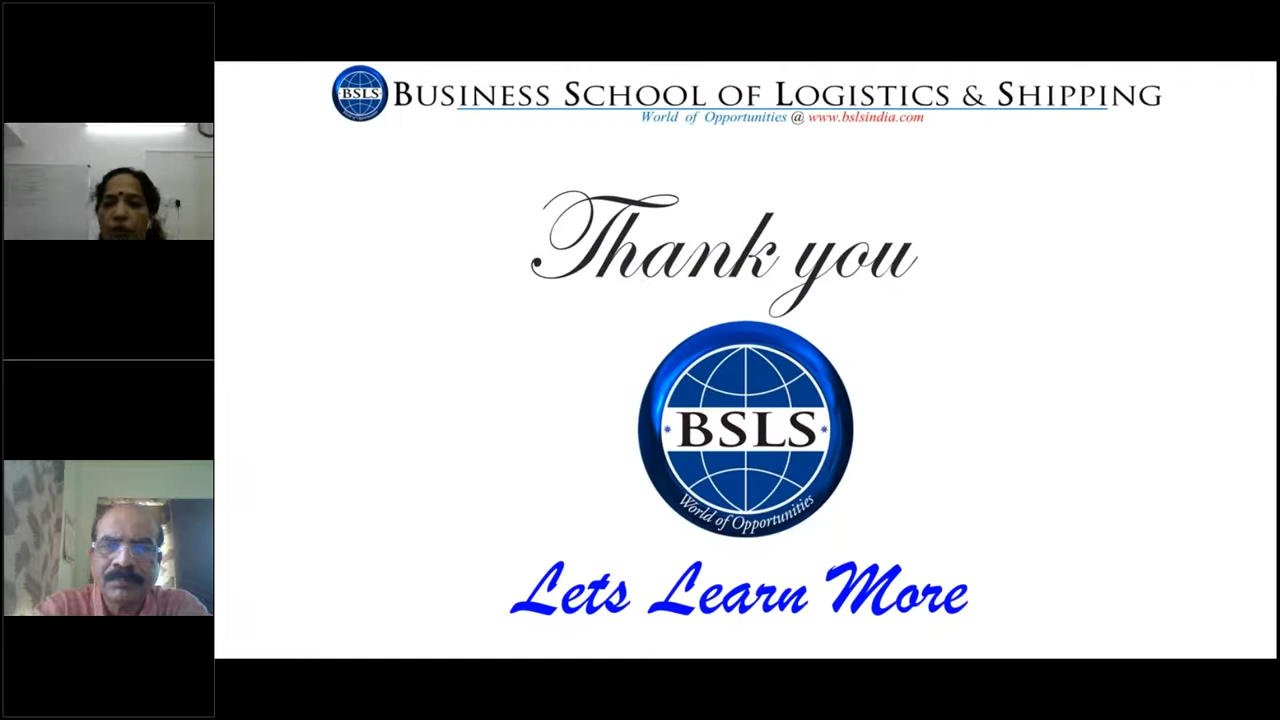 BSLS
BUSINESS SCHOOL OF LOGISTICS & SHIPPING
World of Opportunities @ www.bslsindia.com
Thank you
BSLS
World of Opportunities
Lets Learn More